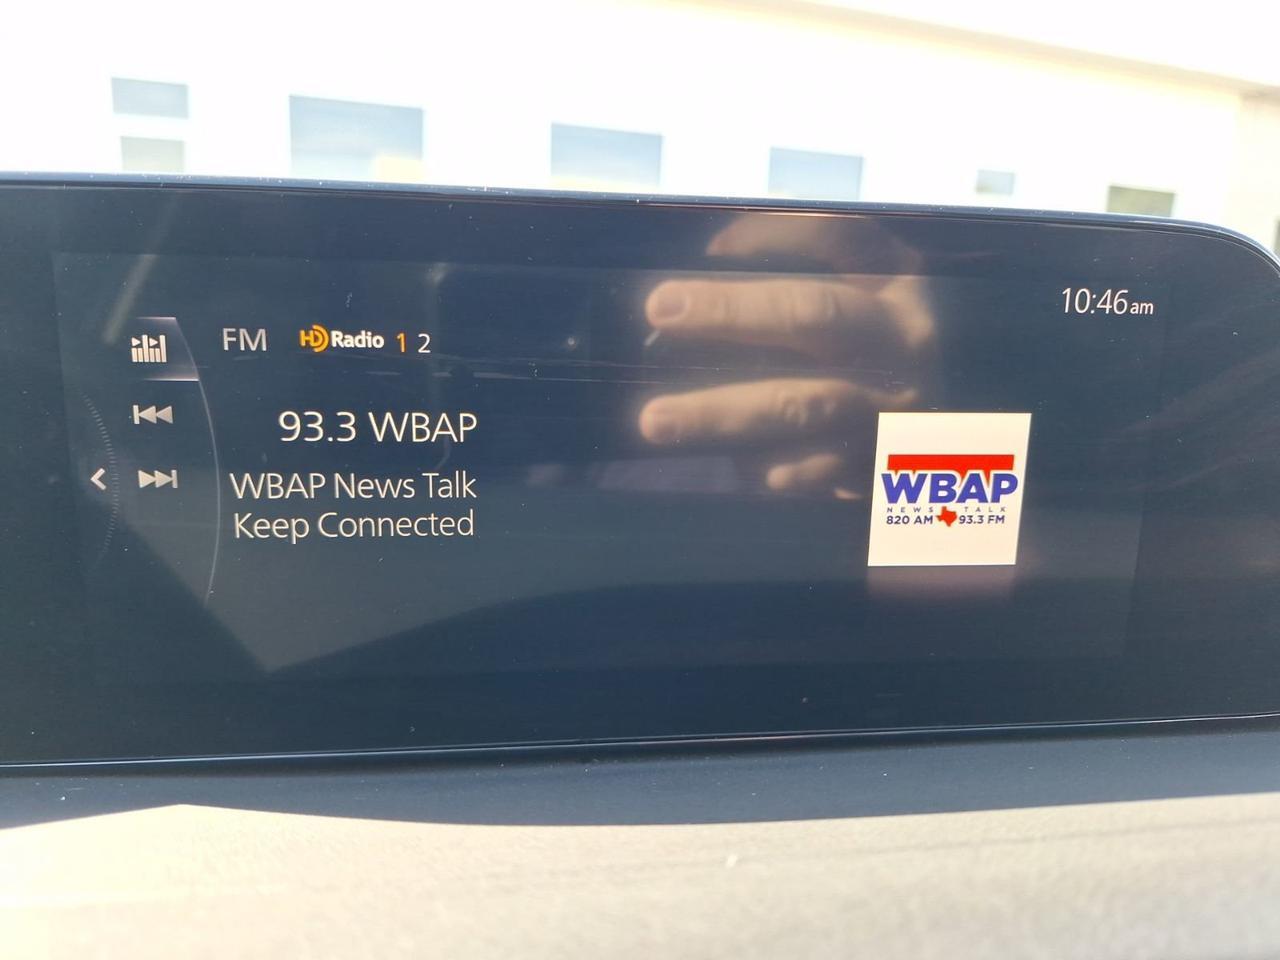 10:46am
FM HD Radio 1 2
93.3 WBAP
WBAP News Talk
Keep Connected
WBAP
NEWS TALK
820 AM 93.3 FM